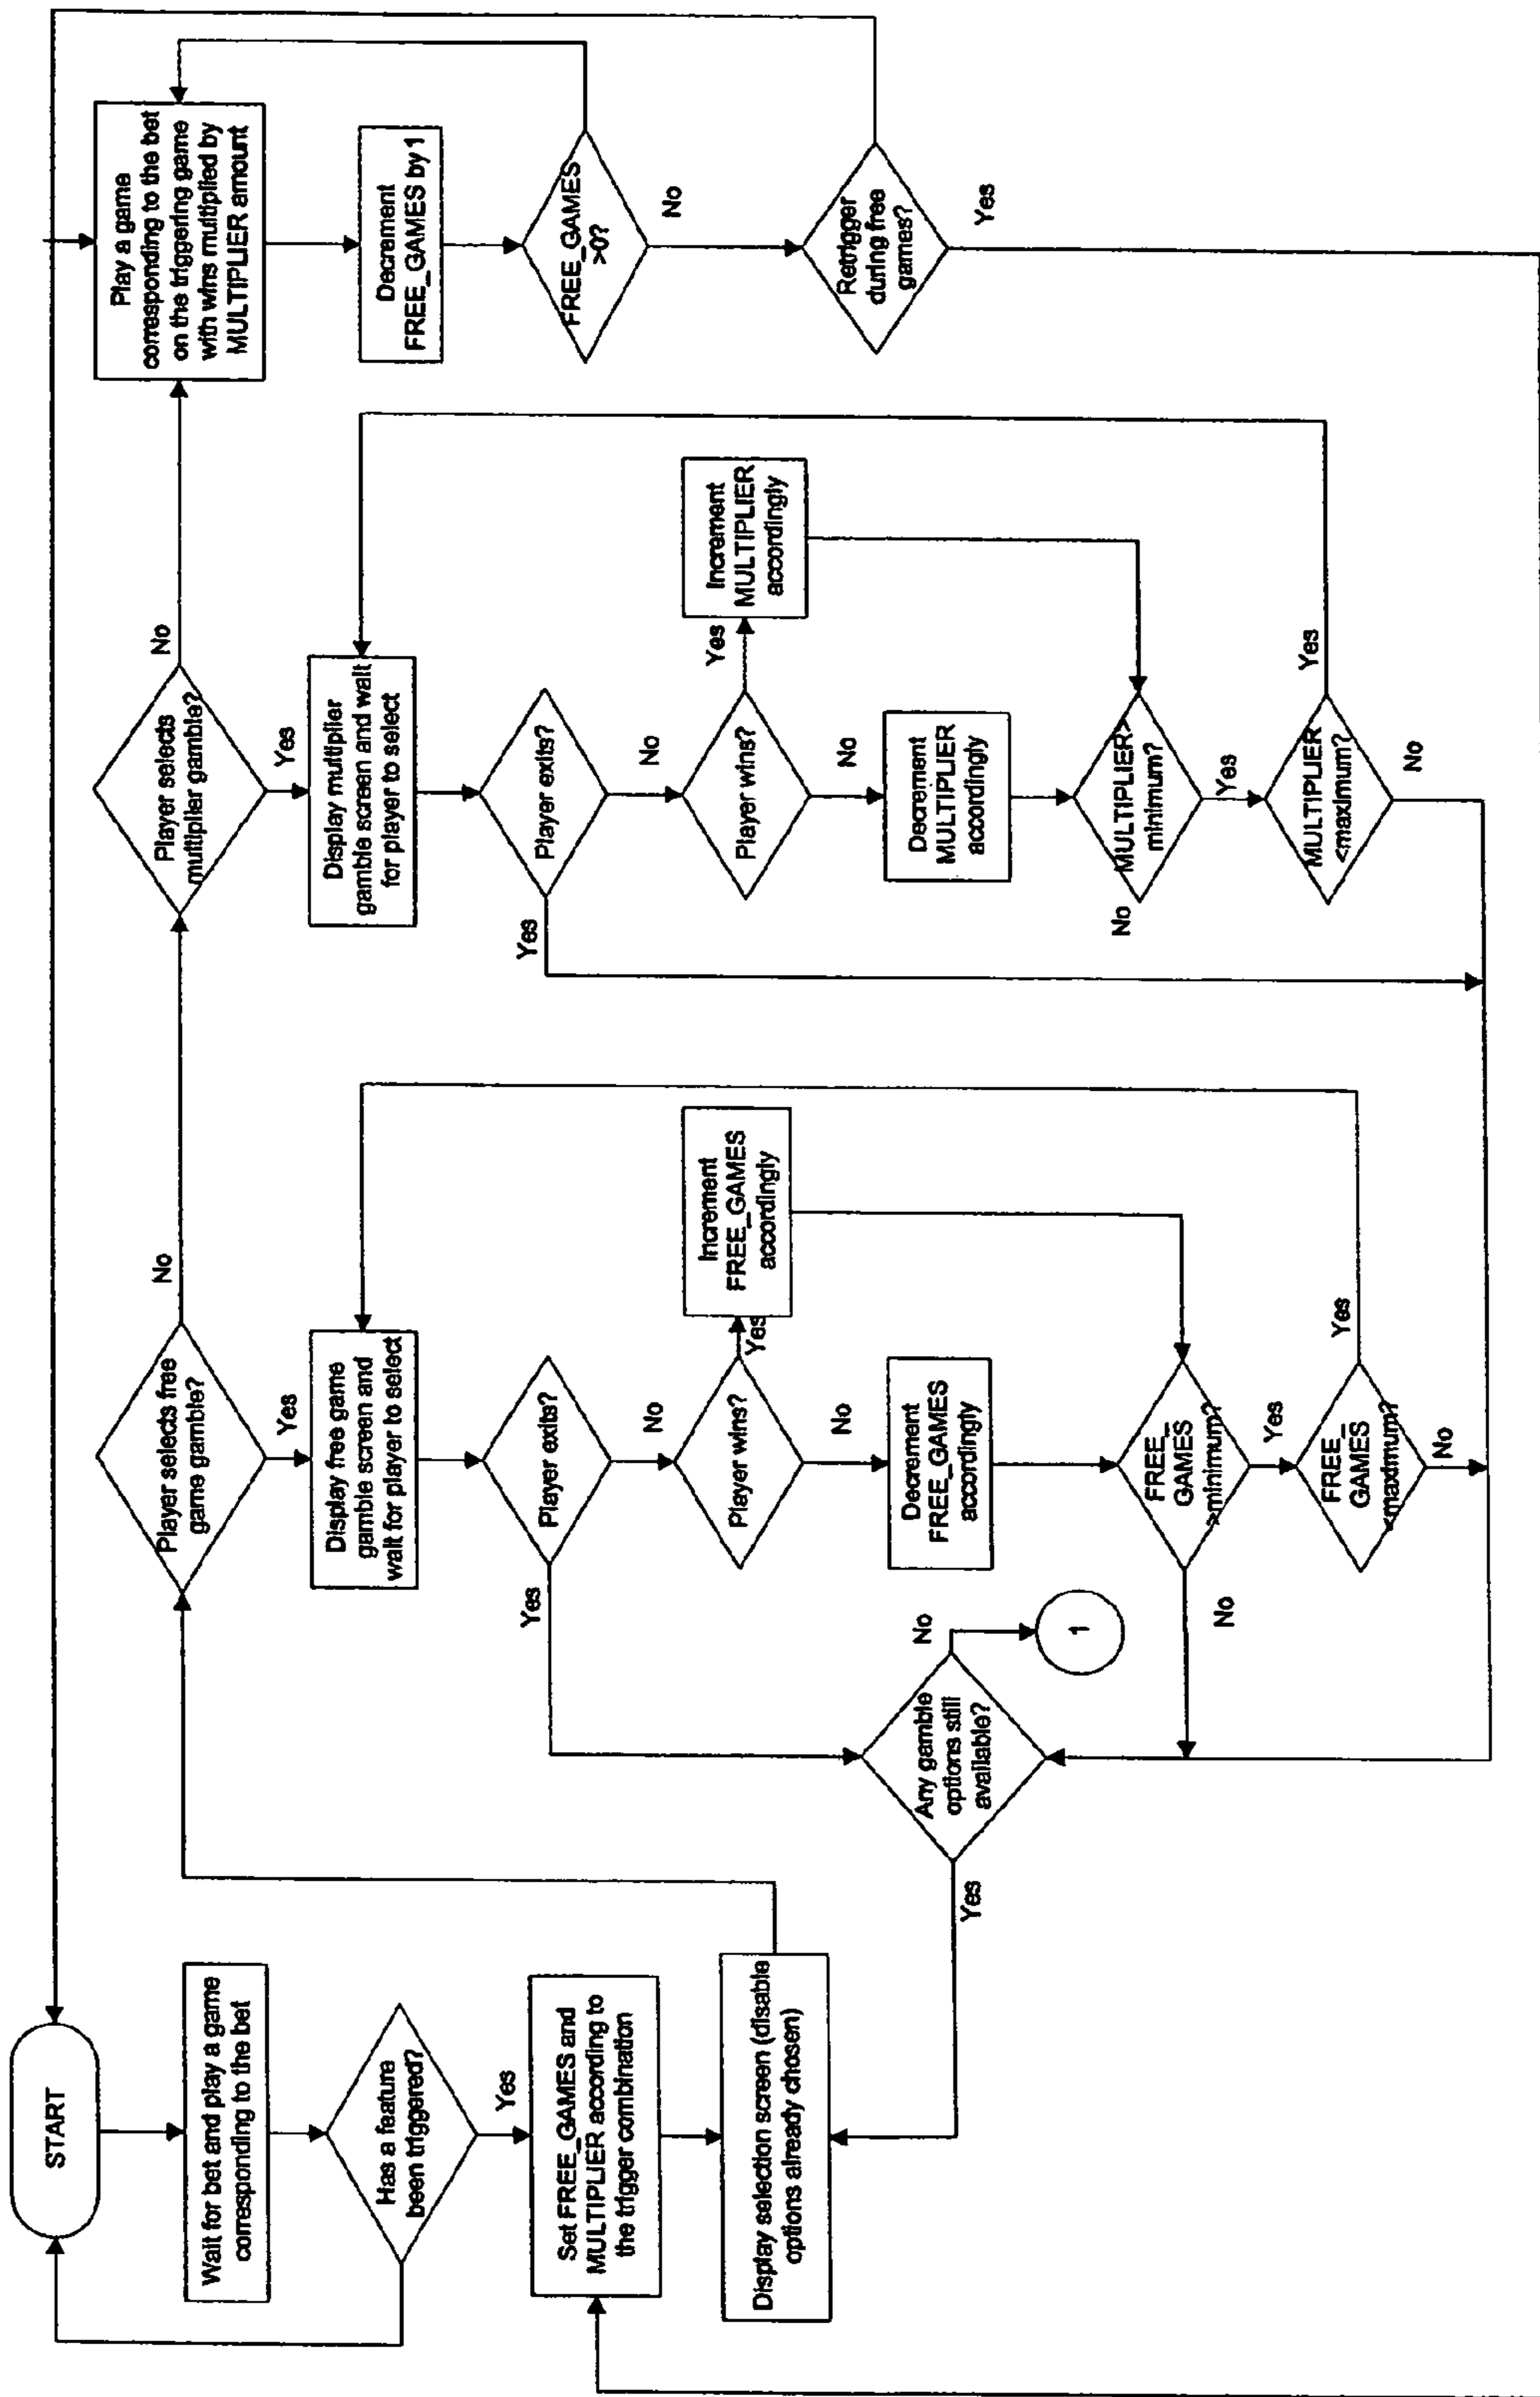 START
Wait for bet and play a game
corresponding to the bet
Has a feature
been triggered?
Yes
Set FREE_GAMES and
MULTIPLIER according to
the trigger combination
Display selection screen (disable
options already chosen)
Player selects free
game gamble?
No
Yes
Display free game
gamble screen and
wait for player to select
Player exits?
Yes
No
Player wins?
Yes
No
Increment
FREE_GAMES
accordingly
Decrement
FREE_GAMES
accordingly
FREE_
GAMES
>minimum?
No
Yes
FREE_
GAMES
<maximum?
Yes
No
Any gamble
options still
available?
No
Yes
1
Player selects
multiplier gamble?
No
Yes
Display multiplier
gamble screen and wait
for player to select
Player exits?
Yes
No
Player wins?
Yes
No
Increment
MULTIPLIER
accordingly
Decrement
MULTIPLIER
accordingly
MULTIPLIER>
minimum?
No
Yes
MULTIPLIER
<maximum?
Yes
No
Play a game
corresponding to the bet
on the triggering game
with wins multiplied by
MULTIPLIER amount
Decrement
FREE_GAMES by 1
FREE_GAMES
>0?
No
Retrigger
during free
games?
Yes